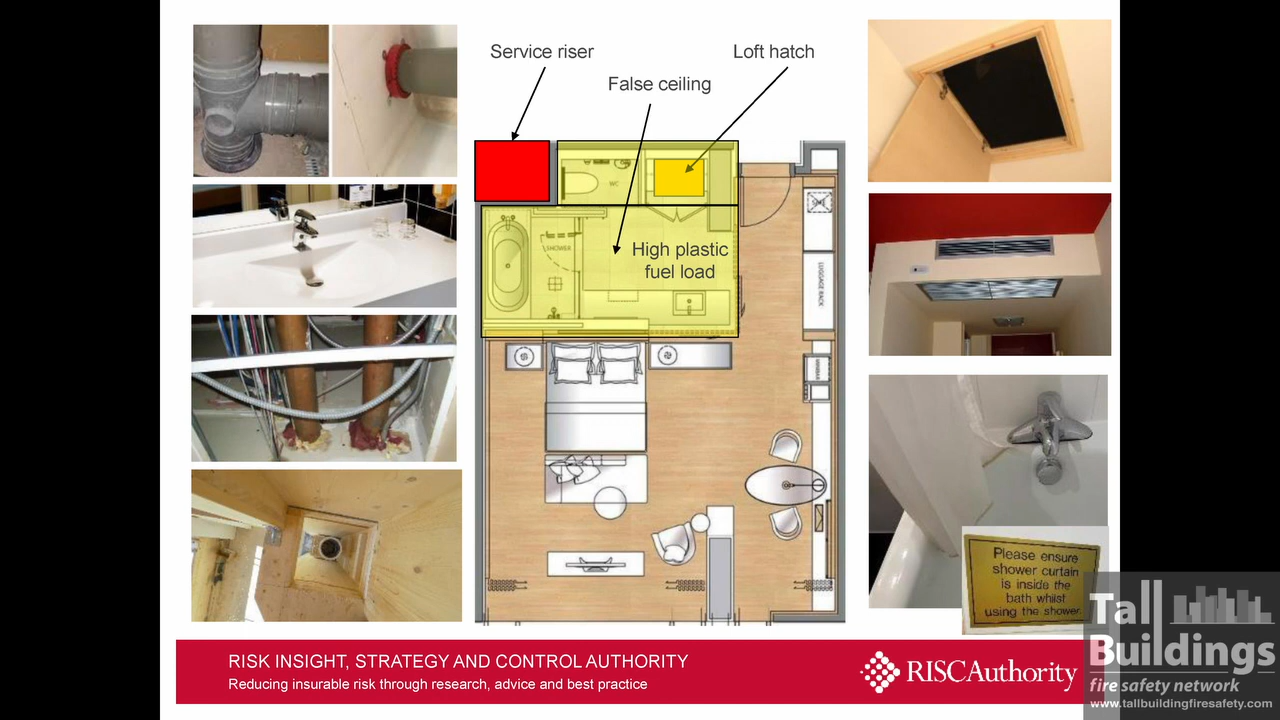 Service riser
Loft hatch
False ceiling
WC
SHOWER
High plastic
fuel load
LUGGAGE RACK
MINIBAR
Please ensure
shower curtain
is inside the
bath whilst
using the shower
RISK INSIGHT, STRATEGY AND CONTROL AUTHORITY
Reducing insurable risk through research, advice and best practice
RISCAuthority
Tall
Buildings
fire safety network
www.tallbuildingfiresafety.com